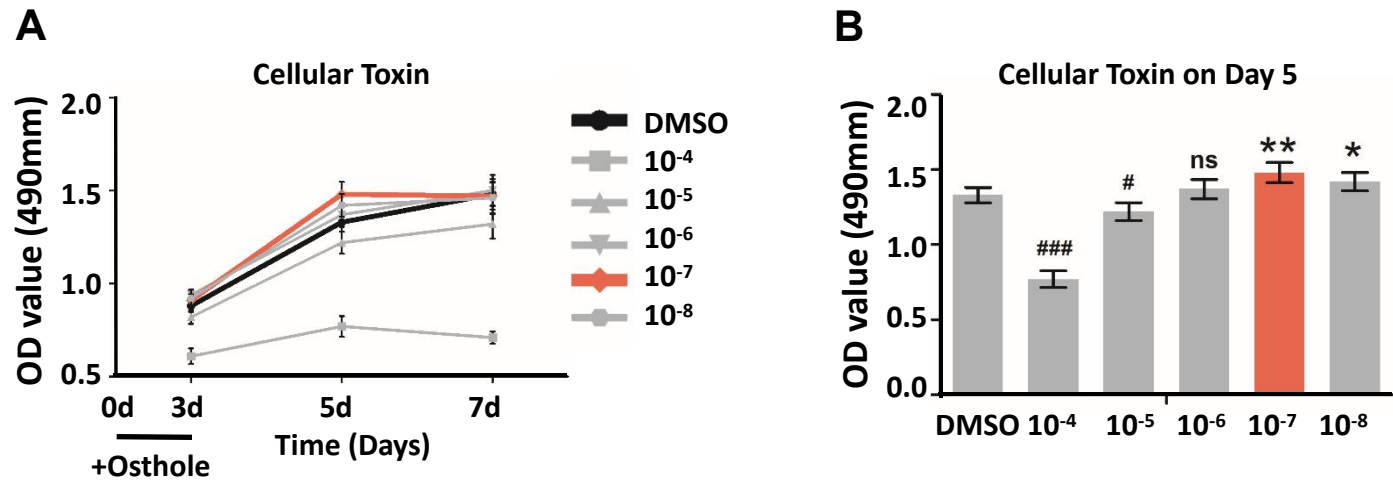 A
Cellular Toxin
OD value (490mm)
2.0
1.5
1.0
0.5
0d 3d 5d 7d
Time (Days)
+Osthole
DMSO
10⁻⁴
10⁻⁵
10⁻⁶
10⁻⁷
10⁻⁸
B
Cellular Toxin on Day 5
OD value (490mm)
2.0
1.5
1.0
0.5
0.0
###
#
ns
**
*
DMSO 10⁻⁴ 10⁻⁵ 10⁻⁶ 10⁻⁷ 10⁻⁸